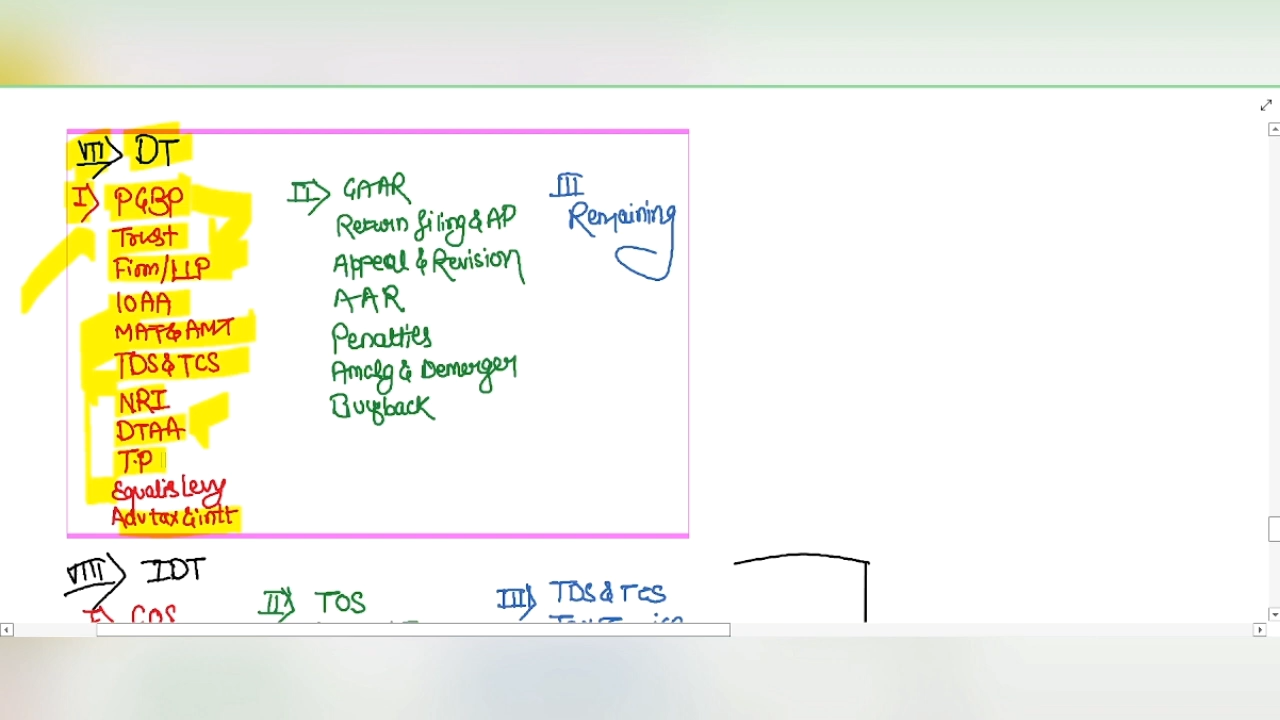 VII> DT
I> PGBP
Trust
Firm/LLP
IOAA
MAT & AMT
TDS & TCS
NRI
DTAA
T.P
Equalis Levy
Adv tax & intt
II> GAAR
Return filing & AP
Appeal & Revision
AAR
Penalties
Amalg & Demerger
Buyback
III
Remaining
VIII> IDT
I> COS
II> TOS
III> TDS & TCS